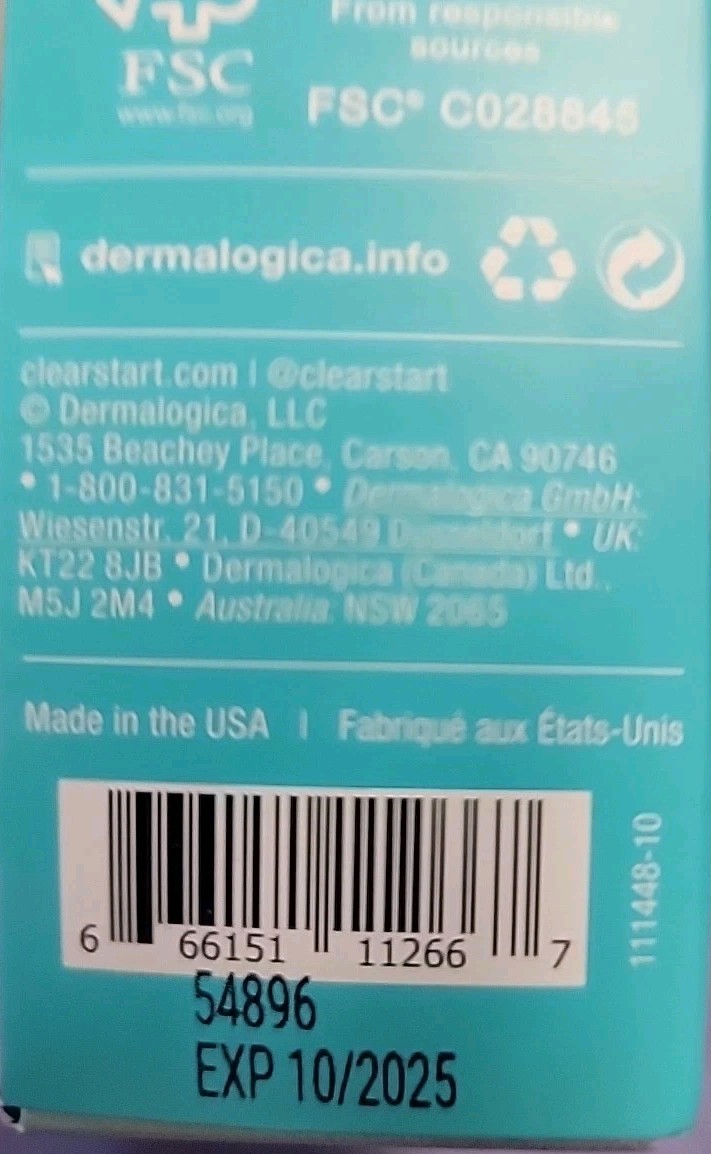 From responsible
sources
FSC
www.fsc.org
FSC® C028846
dermalogica.info
clearstart.com | @clearstart
© Dermalogica, LLC
1535 Beachey Place, Carson, CA 90746
• 1-800-831-5150 • Dermalogica GmbH:
Wiesenstr. 21, D-40549 Dusseldorf • UK:
KT22 8JB • Dermalogica (Canada) Ltd.,
M5J 2M4 • Australia: NSW 2065
Made in the USA | Fabriqué aux États-Unis
6 66151 11266 7
111448-10
54896
EXP 10/2025